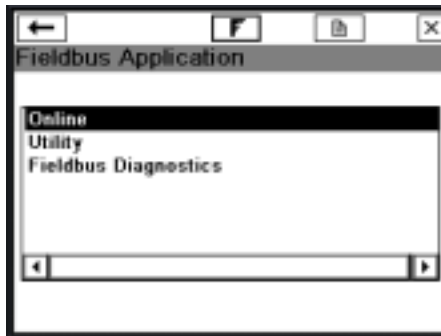 F
Fieldbus Application
Online
Utility
Fieldbus Diagnostics